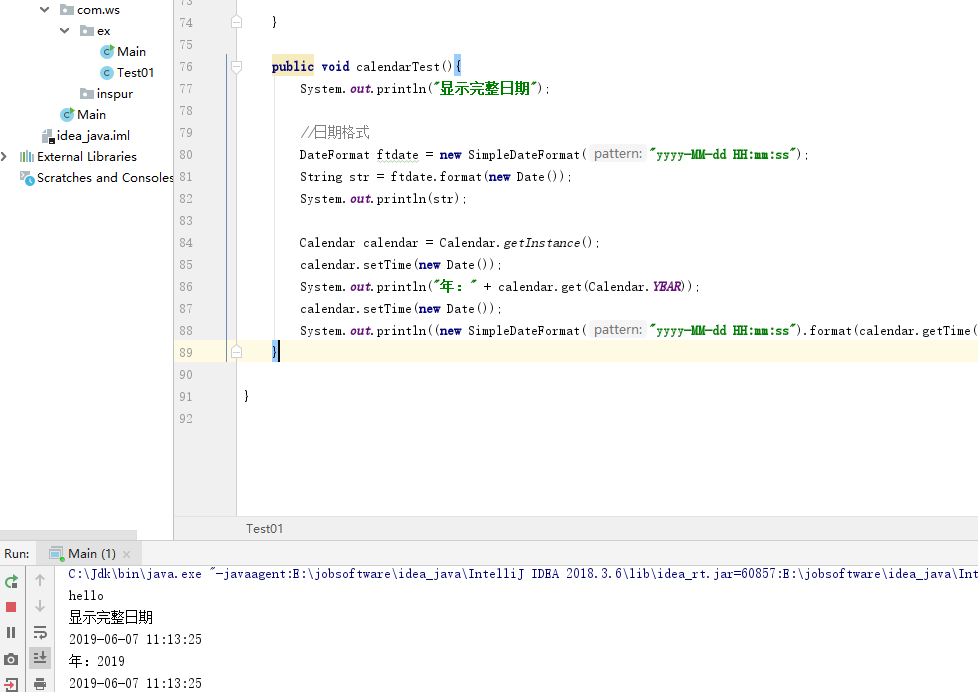 com.ws
ex
Main
Test01
inspur
Main
idea_java.iml
External Libraries
Scratches and Consoles
73
74 }
75
76 public void calendarTest(){
77 System.out.println("显示完整日期");
78
79 //日期格式
80 DateFormat ftdate = new SimpleDateFormat( pattern: "yyyy-MM-dd HH:mm:ss");
81 String str = ftdate.format(new Date());
82 System.out.println(str);
83
84 Calendar calendar = Calendar.getInstance();
85 calendar.setTime(new Date());
86 System.out.println("年：" + calendar.get(Calendar.YEAR));
87 calendar.setTime(new Date());
88 System.out.println((new SimpleDateFormat( pattern: "yyyy-MM-dd HH:mm:ss").format(calendar.getTime(
89 }
90
91 }
92
Test01
Run: Main (1) ×
C:\Jdk\bin\java.exe "-javaagent:E:\jobsoftware\idea_java\IntelliJ IDEA 2018.3.6\lib\idea_rt.jar=60857:E:\jobsoftware\idea_java\Int
hello
显示完整日期
2019-06-07 11:13:25
年：2019
2019-06-07 11:13:25